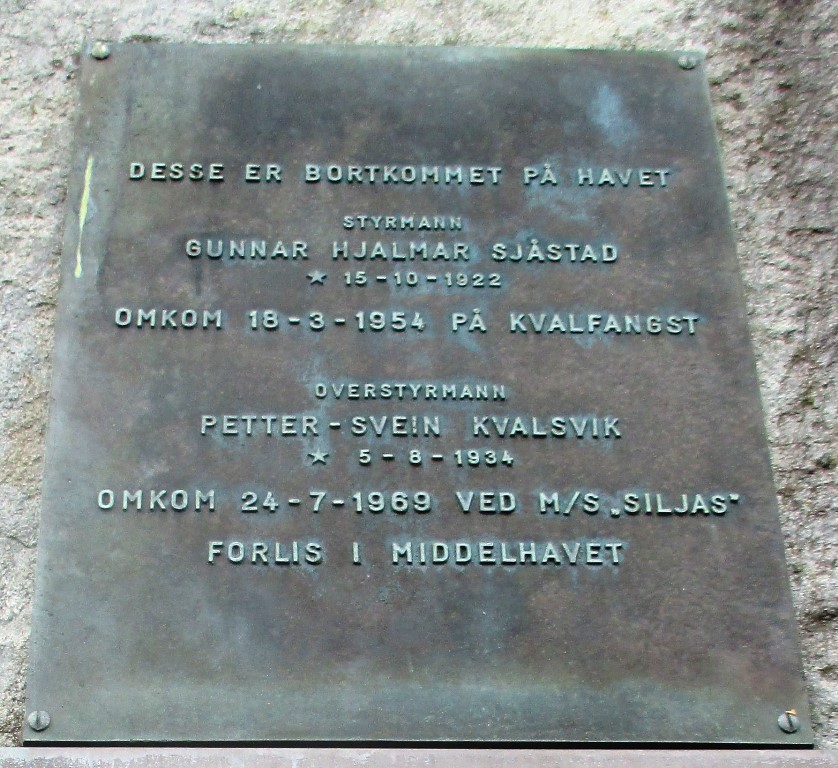 DESSE ER BORTKOMMET PÅ HAVET
STYRMANN
GUNNAR HJALMAR SJÅSTAD
★ 15-10-1922
OMKOM 18-3-1954 PÅ KVALFANGST
OVERSTYRMANN
PETTER-SVEIN KVALSVIK
★ 5-8-1934
OMKOM 24-7-1969 VED M/S „SILJAS"
FORLIS I MIDDELHAVET